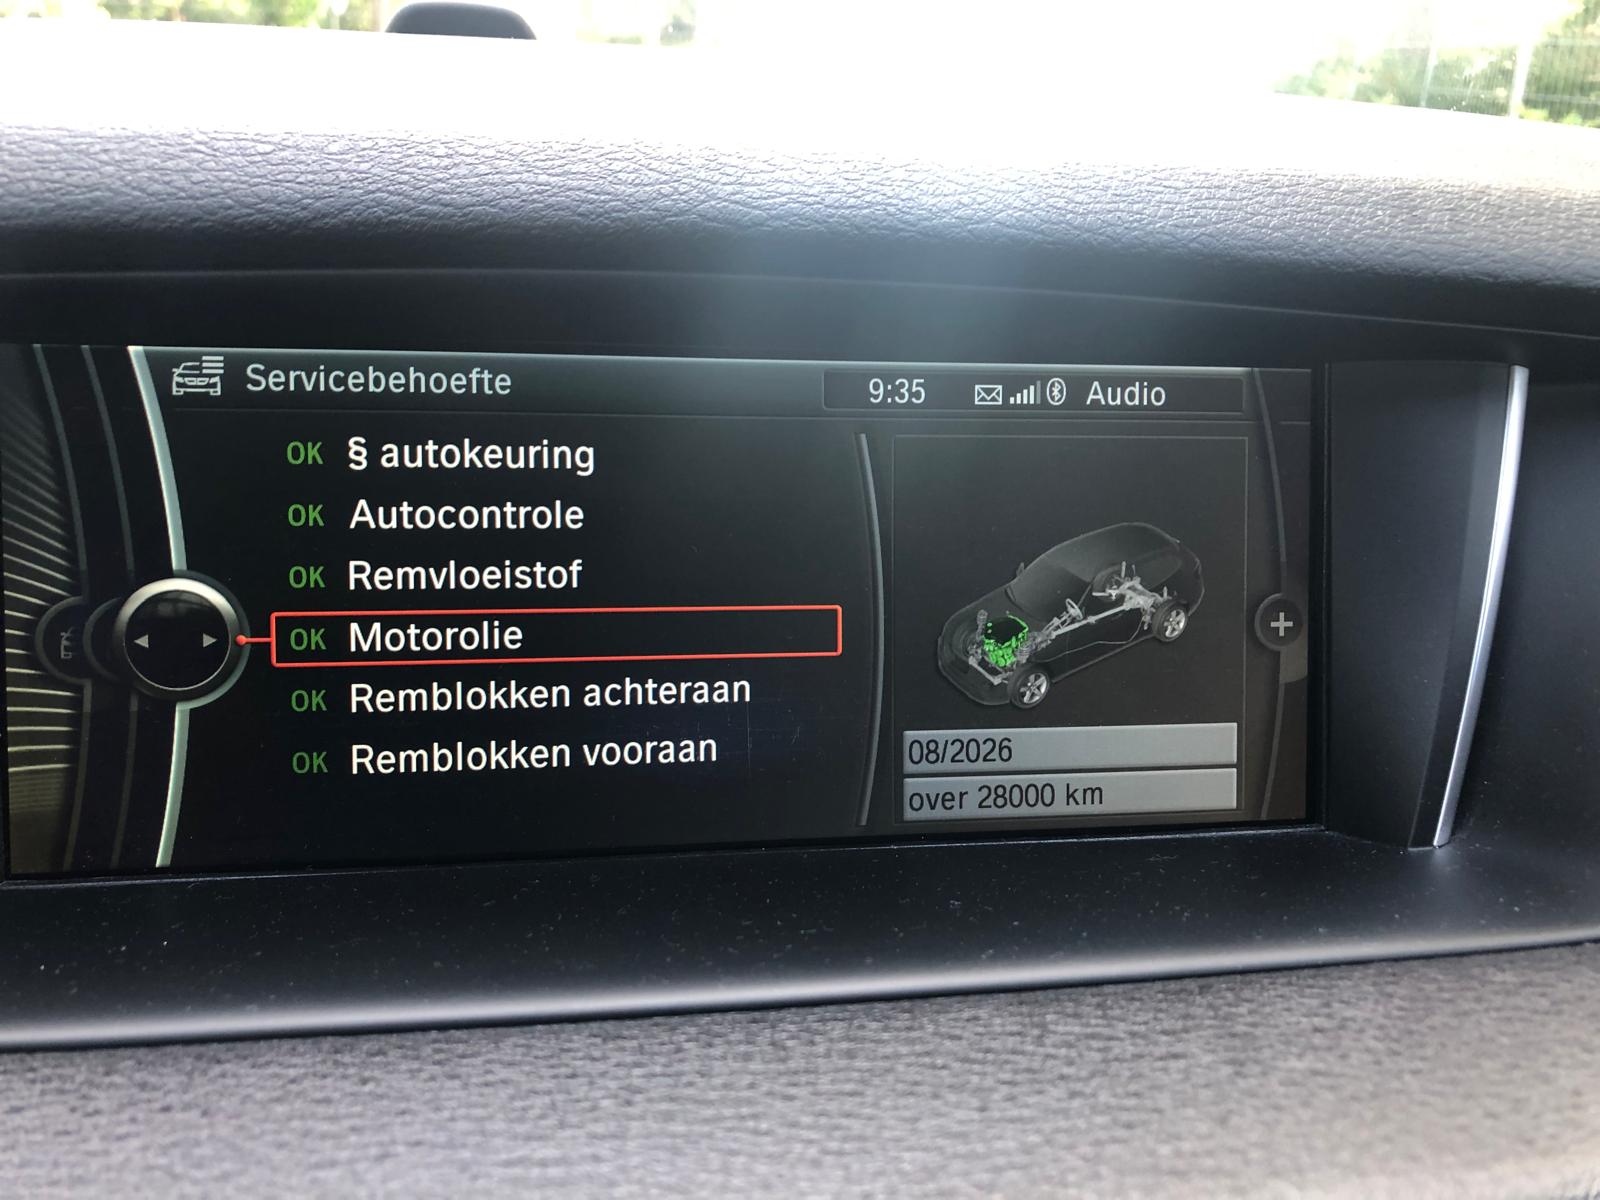 Servicebehoefte
9:35
Audio
OK § autokeuring
OK Autocontrole
OK Remvloeistof
OK Motorolie
OK Remblokken achteraan
OK Remblokken vooraan
08/2026
over 28000 km